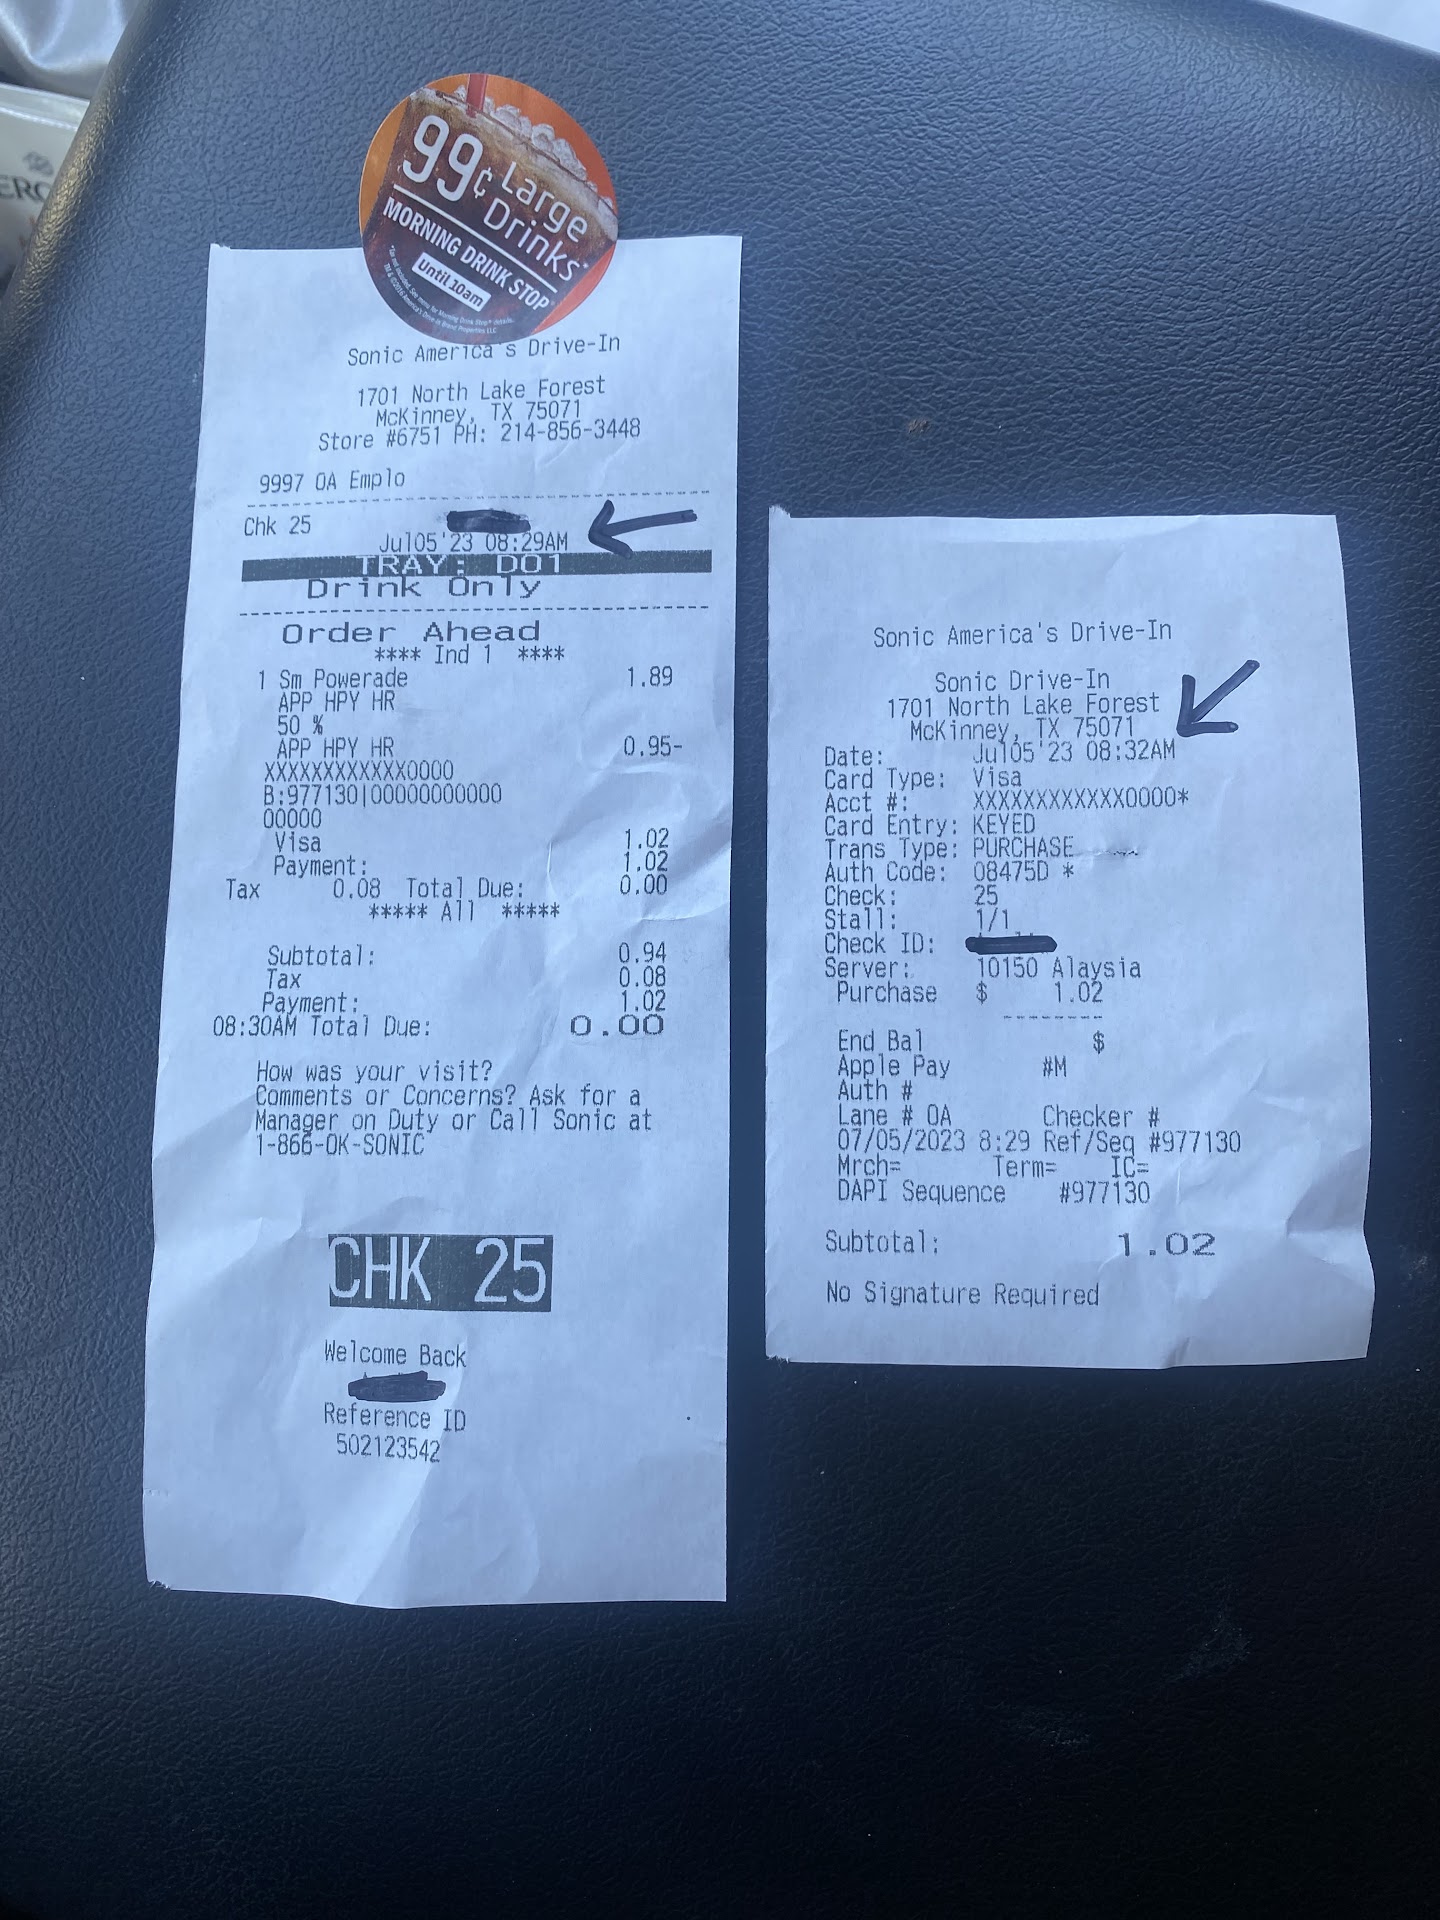 99¢ Large
Drinks*
MORNING DRINK STOP®
Until 10am
Sonic America's Drive-In
1701 North Lake Forest
McKinney, TX 75071
Store #6751 PH: 214-856-3448
9997 OA Emplo
Chk 25
Jul05'23 08:29AM
TRAY: D01
Drink Only
Order Ahead
**** Ind 1 ****
1 Sm Powerade 1.89
APP HPY HR
50 %
APP HPY HR 0.95-
XXXXXXXXXXXX0000
B:977130|00000000000
00000
Visa 1.02
Payment: 1.02
Tax 0.08 Total Due: 0.00
***** All *****
Subtotal: 0.94
Tax 0.08
Payment: 1.02
08:30AM Total Due: 0.00
How was your visit?
Comments or Concerns? Ask for a
Manager on Duty or Call Sonic at
1-866-OK-SONIC
CHK 25
Welcome Back
Reference ID
502123542
Sonic America's Drive-In
Sonic Drive-In
1701 North Lake Forest
McKinney, TX 75071
Date: Jul05'23 08:32AM
Card Type: Visa
Acct #: XXXXXXXXXXXX0000*
Card Entry: KEYED
Trans Type: PURCHASE
Auth Code: 08475D *
Check: 25
Stall: 1/1
Check ID:
Server: 10150 Alaysia
Purchase $ 1.02
--------
End Bal $
Apple Pay #M
Auth #
Lane # OA Checker #
07/05/2023 8:29 Ref/Seq #977130
Mrch= Term= IC=
DAPI Sequence #977130
Subtotal: 1.02
No Signature Required